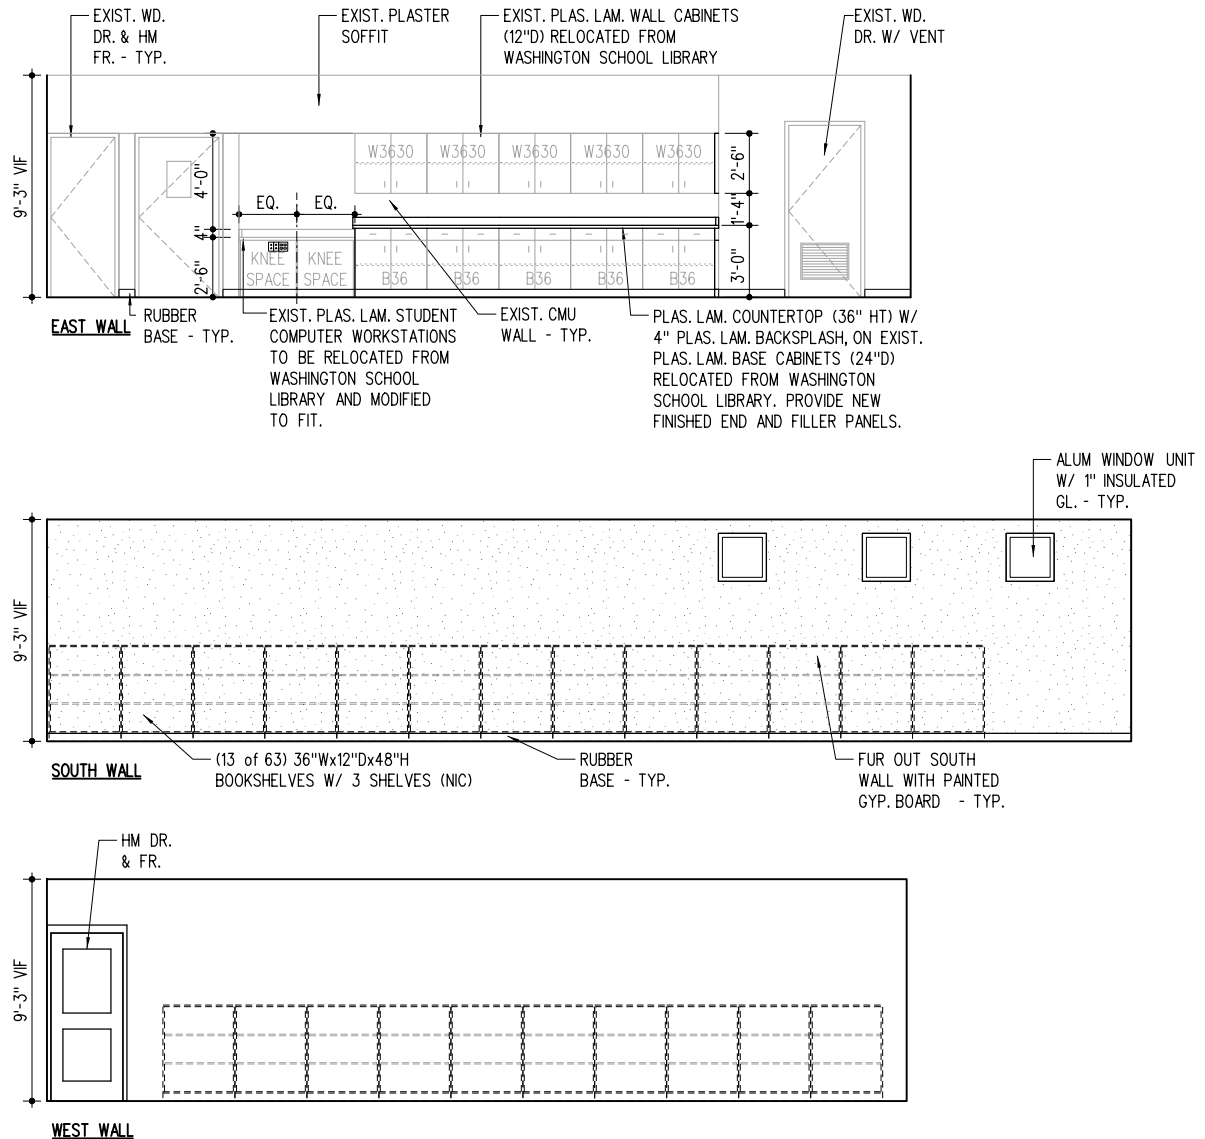 EXIST. WD.
DR. & HM
FR. - TYP.
EXIST. PLASTER
SOFFIT
EXIST. PLAS. LAM. WALL CABINETS
(12"D) RELOCATED FROM
WASHINGTON SCHOOL LIBRARY
EXIST. WD.
DR. W/ VENT
9'-3" VIF
4'-0"
4"
2'-6"
EQ. EQ.
W3630 W3630 W3630 W3630 W3630
2'-6"
1'-4"
3'-0"
KNEE
SPACE
KNEE
SPACE
B36 B36 B36 B36 B36
EAST WALL
RUBBER
BASE - TYP.
EXIST. PLAS. LAM. STUDENT
COMPUTER WORKSTATIONS
TO BE RELOCATED FROM
WASHINGTON SCHOOL
LIBRARY AND MODIFIED
TO FIT.
EXIST. CMU
WALL - TYP.
PLAS. LAM. COUNTERTOP (36" HT) W/
4" PLAS. LAM. BACKSPLASH, ON EXIST.
PLAS. LAM. BASE CABINETS (24"D)
RELOCATED FROM WASHINGTON
SCHOOL LIBRARY. PROVIDE NEW
FINISHED END AND FILLER PANELS.
ALUM WINDOW UNIT
W/ 1" INSULATED
GL. - TYP.
9'-3" VIF
SOUTH WALL
(13 of 63) 36"Wx12"Dx48"H
BOOKSHELVES W/ 3 SHELVES (NIC)
RUBBER
BASE - TYP.
FUR OUT SOUTH
WALL WITH PAINTED
GYP. BOARD - TYP.
HM DR.
& FR.
9'-3" VIF
WEST WALL